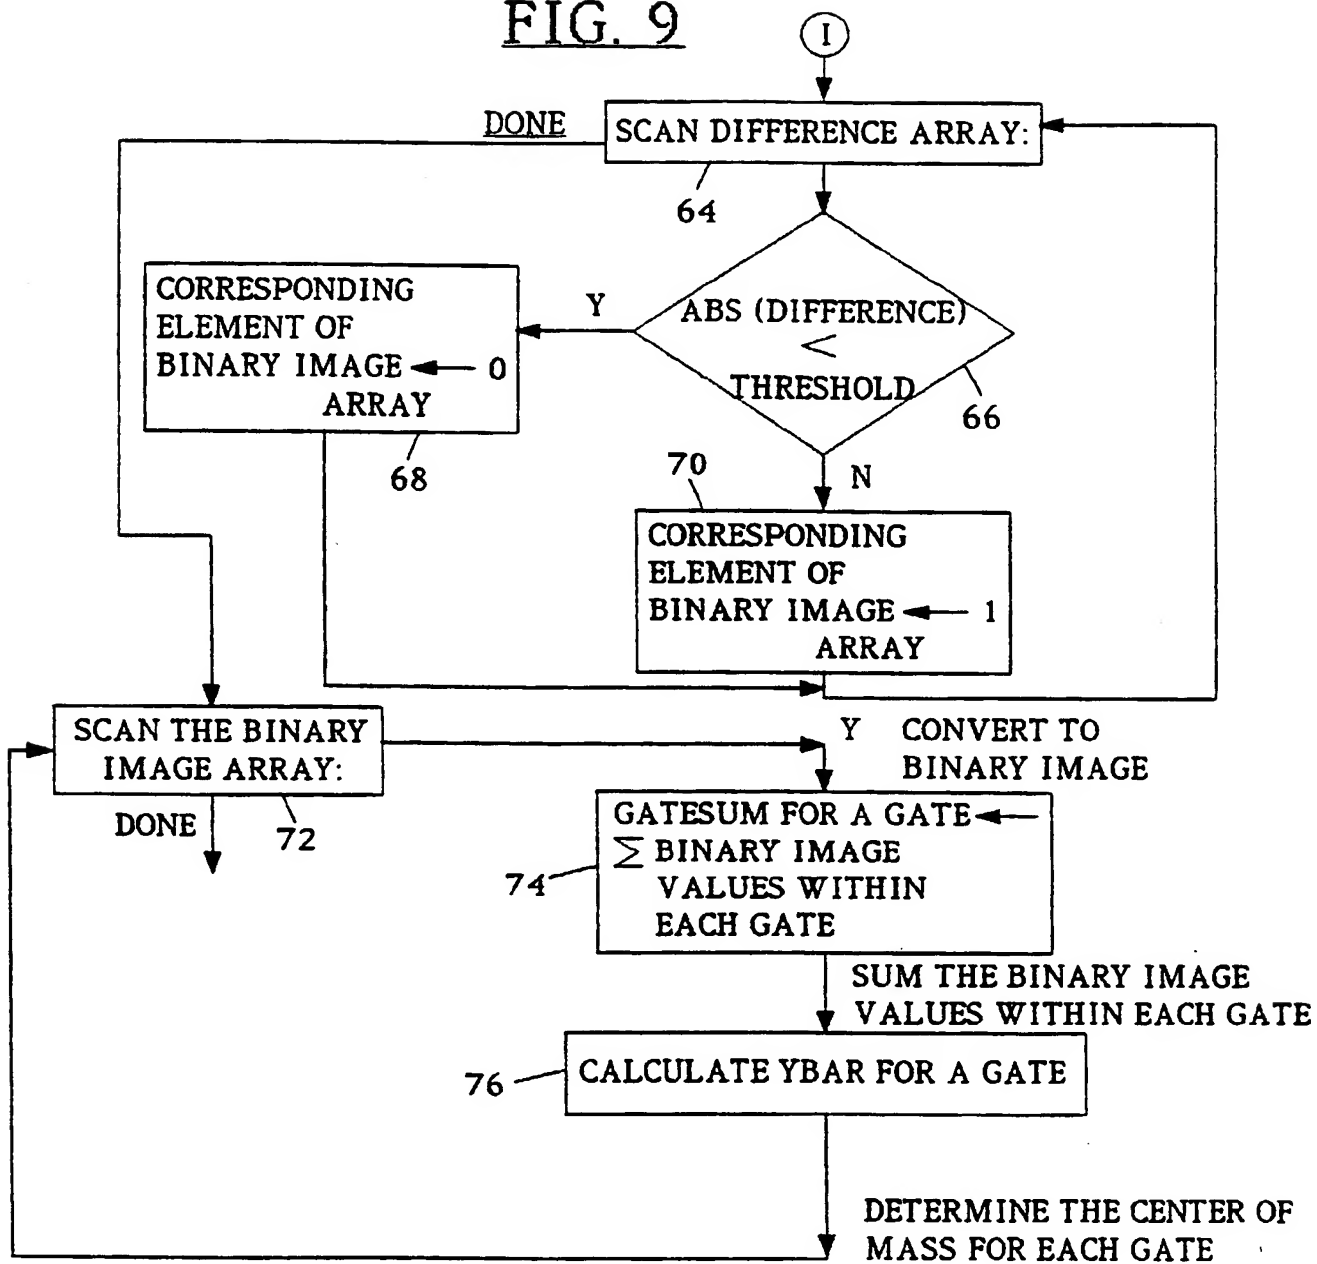 FIG. 9
I
DONE
SCAN DIFFERENCE ARRAY:
64
CORRESPONDING
ELEMENT OF
BINARY IMAGE ← 0
ARRAY
68
Y
ABS (DIFFERENCE)
<
THRESHOLD
66
N
70
CORRESPONDING
ELEMENT OF
BINARY IMAGE ← 1
ARRAY
SCAN THE BINARY
IMAGE ARRAY:
DONE
72
Y CONVERT TO
BINARY IMAGE
GATESUM FOR A GATE ←
∑ BINARY IMAGE
VALUES WITHIN
EACH GATE
74
SUM THE BINARY IMAGE
VALUES WITHIN EACH GATE
76
CALCULATE YBAR FOR A GATE
DETERMINE THE CENTER OF
MASS FOR EACH GATE